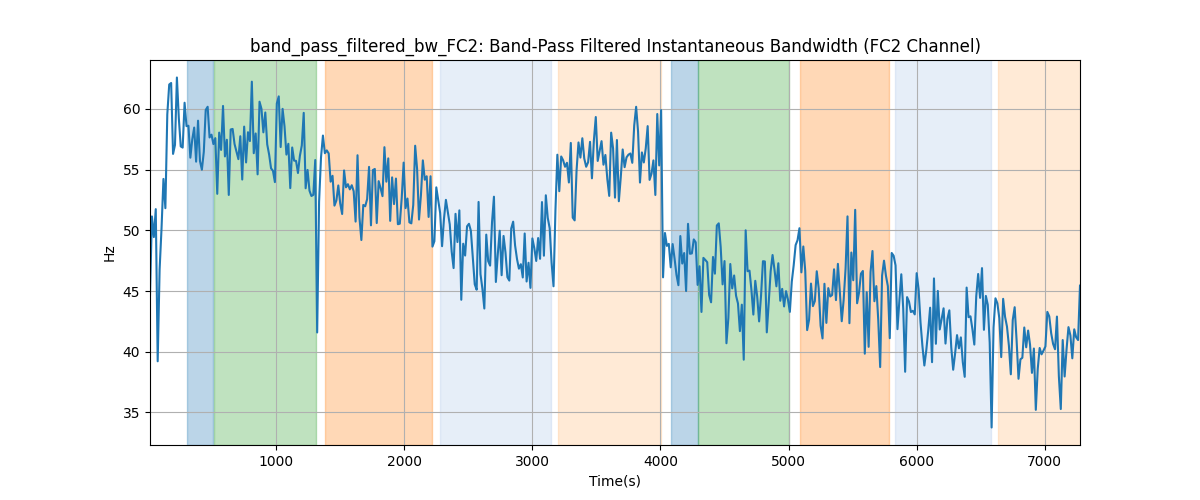 band_pass_filtered_bw_FC2: Band-Pass Filtered Instantaneous Bandwidth (FC2 Channel)
60
55
50
45
40
35
Hz
1000 2000 3000 4000 5000 6000 7000
Time(s)